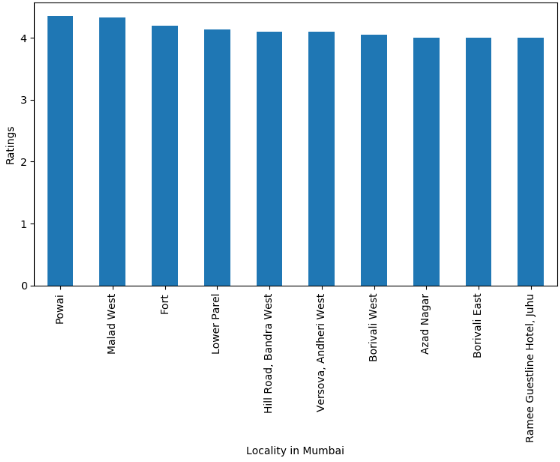 4
3
2
1
0
Ratings
Powai
Malad West
Fort
Lower Parel
Hill Road, Bandra West
Versova, Andheri West
Borivali West
Azad Nagar
Borivali East
Ramee Guestline Hotel, Juhu
Locality in Mumbai